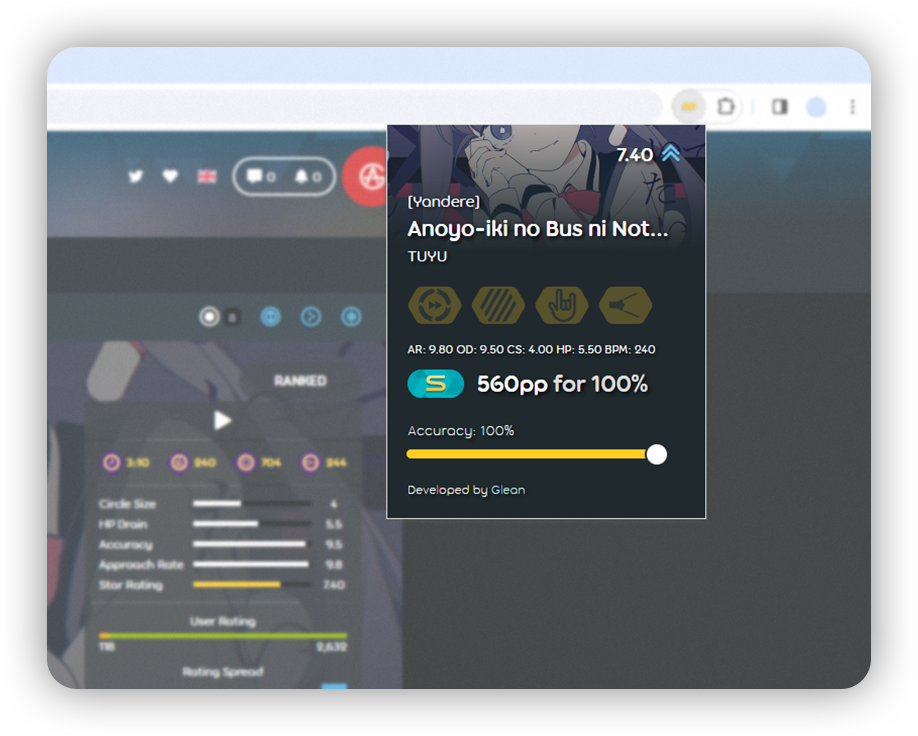 7.40
[Yandere]
Anoyo-iki no Bus ni Not...
TUYU
AR: 9.80 OD: 9.50 CS: 4.00 HP: 5.50 BPM: 240
S 560pp for 100%
Accuracy: 100%
Developed by Glean
0 0
RANKED
3:10 240 704 244
Circle Size 4
HP Drain 5.5
Accuracy 9.5
Approach Rate 9.8
Star Rating 7.40
User Rating
2,632
Rating Spread